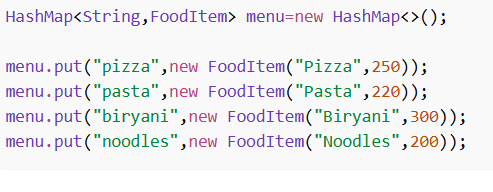 HashMap<String,FoodItem> menu=new HashMap<>();
menu.put("pizza",new FoodItem("Pizza",250));
menu.put("pasta",new FoodItem("Pasta",220));
menu.put("biryani",new FoodItem("Biryani",300));
menu.put("noodles",new FoodItem("Noodles",200));